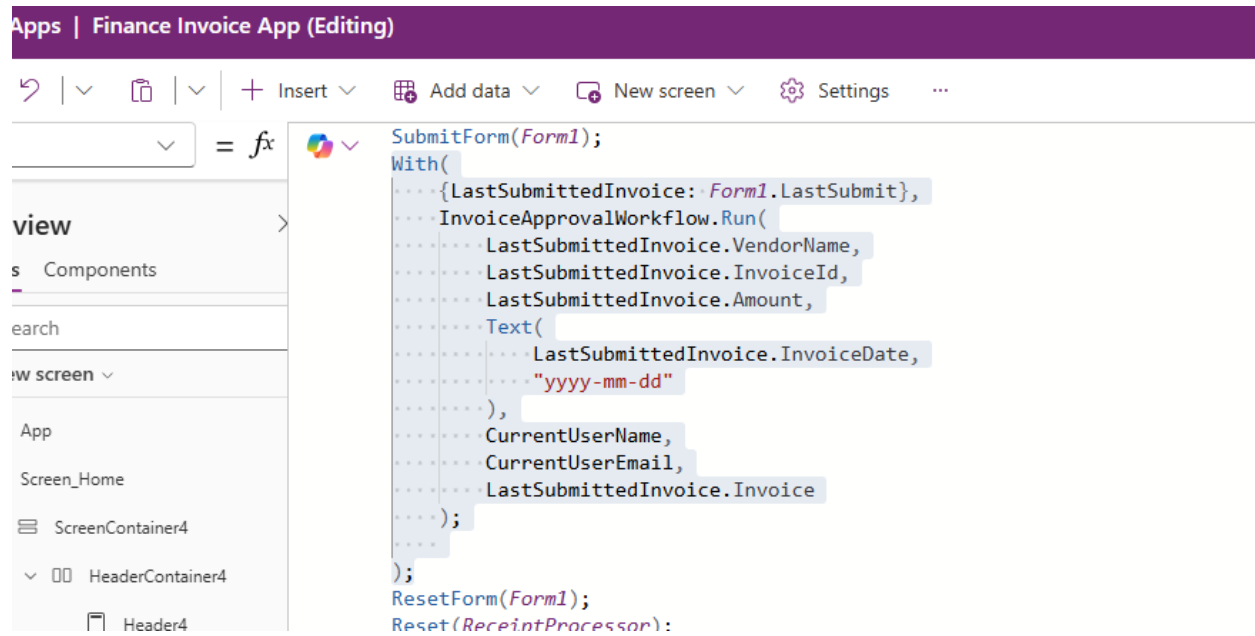 Apps | Finance Invoice App (Editing)
Insert Add data New screen Settings ...
= fx
SubmitForm(Form1);
With(
{LastSubmittedInvoice: Form1.LastSubmit},
InvoiceApprovalWorkflow.Run(
LastSubmittedInvoice.VendorName,
LastSubmittedInvoice.InvoiceId,
LastSubmittedInvoice.Amount,
Text(
LastSubmittedInvoice.InvoiceDate,
"yyyy-mm-dd"
),
CurrentUserName,
CurrentUserEmail,
LastSubmittedInvoice.Invoice
);
);
ResetForm(Form1);
Reset(ReceiptProcessor);
view
s Components
earch
ew screen
App
Screen_Home
ScreenContainer4
HeaderContainer4
Header4